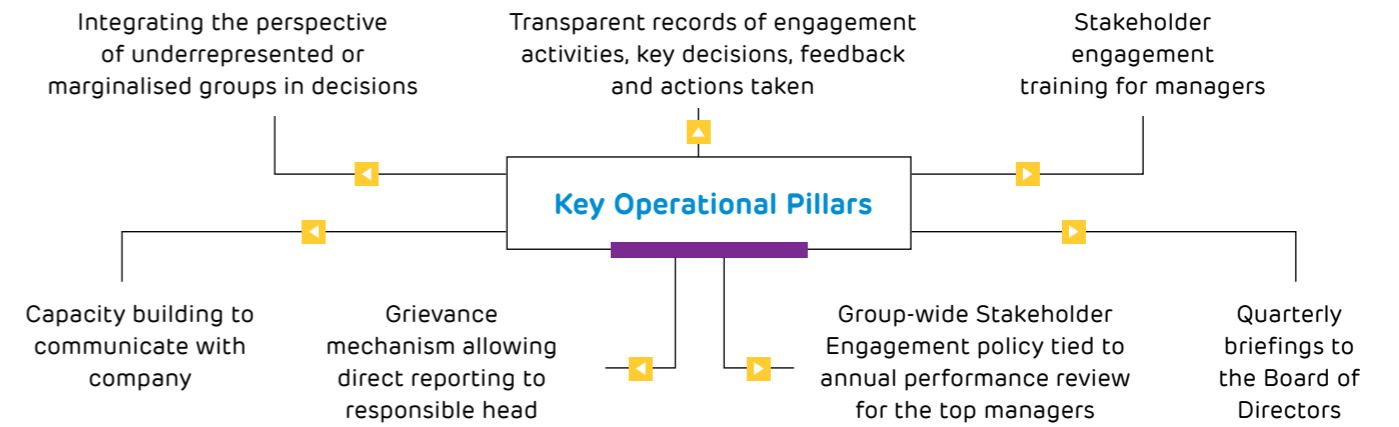 Integrating the perspective
of underrepresented or
marginalised groups in decisions
Transparent records of engagement
activities, key decisions, feedback
and actions taken
Stakeholder
engagement
training for managers
Key Operational Pillars
Capacity building to
communicate with
company
Grievance
mechanism allowing
direct reporting to
responsible head
Group-wide Stakeholder
Engagement policy tied to
annual performance review
for the top managers
Quarterly
briefings to
the Board of
Directors